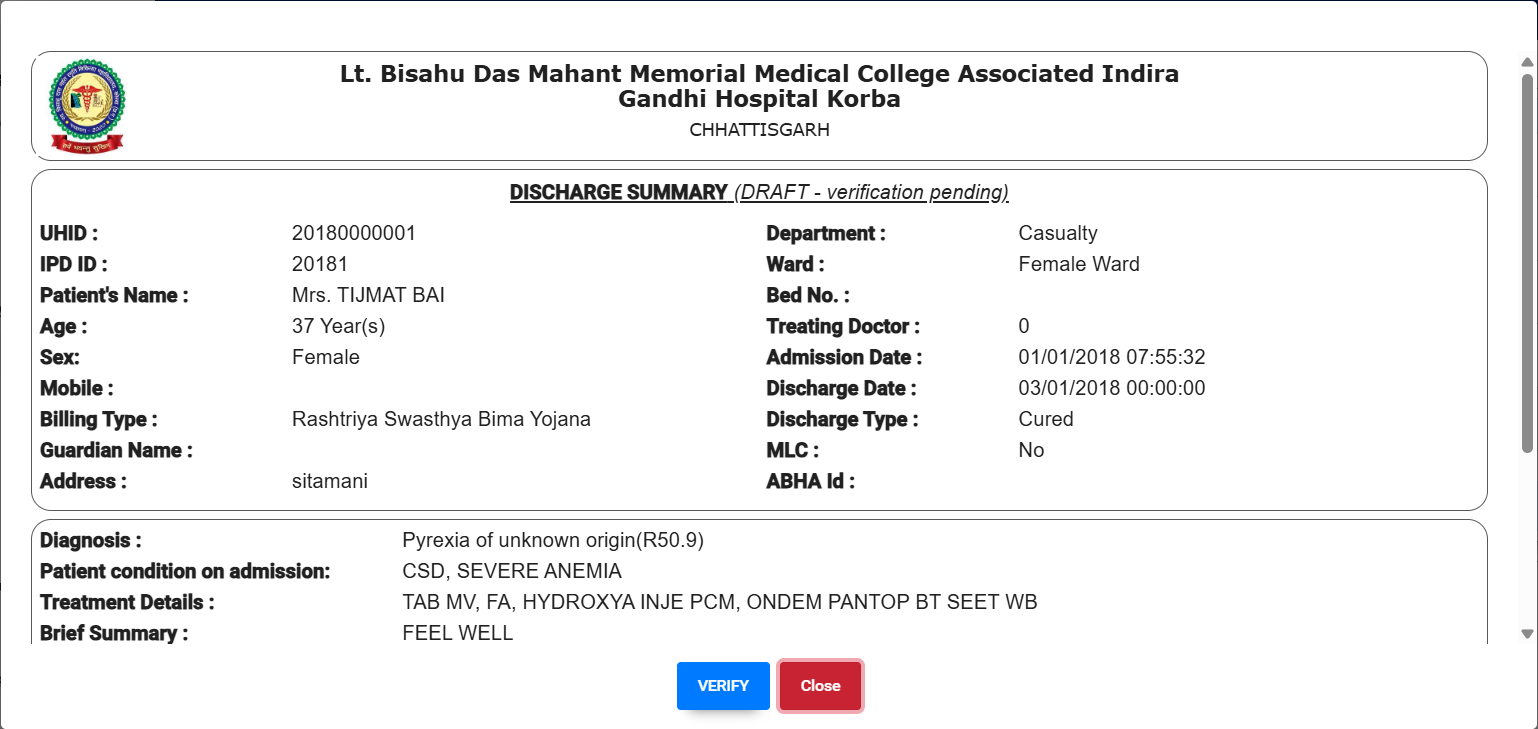 Lt. Bisahu Das Mahant Memorial Medical College Associated Indira
Gandhi Hospital Korba
CHHATTISGARH
DISCHARGE SUMMARY (DRAFT - verification pending)
UHID : 20180000001 Department : Casualty
IPD ID : 20181 Ward : Female Ward
Patient's Name : Mrs. TIJMAT BAI Bed No. :
Age : 37 Year(s) Treating Doctor : 0
Sex: Female Admission Date : 01/01/2018 07:55:32
Mobile : Discharge Date : 03/01/2018 00:00:00
Billing Type : Rashtriya Swasthya Bima Yojana Discharge Type : Cured
Guardian Name : MLC : No
Address : sitamani ABHA Id :
Diagnosis : Pyrexia of unknown origin(R50.9)
Patient condition on admission: CSD, SEVERE ANEMIA
Treatment Details : TAB MV, FA, HYDROXYA INJE PCM, ONDEM PANTOP BT SEET WB
Brief Summary : FEEL WELL
VERIFY Close